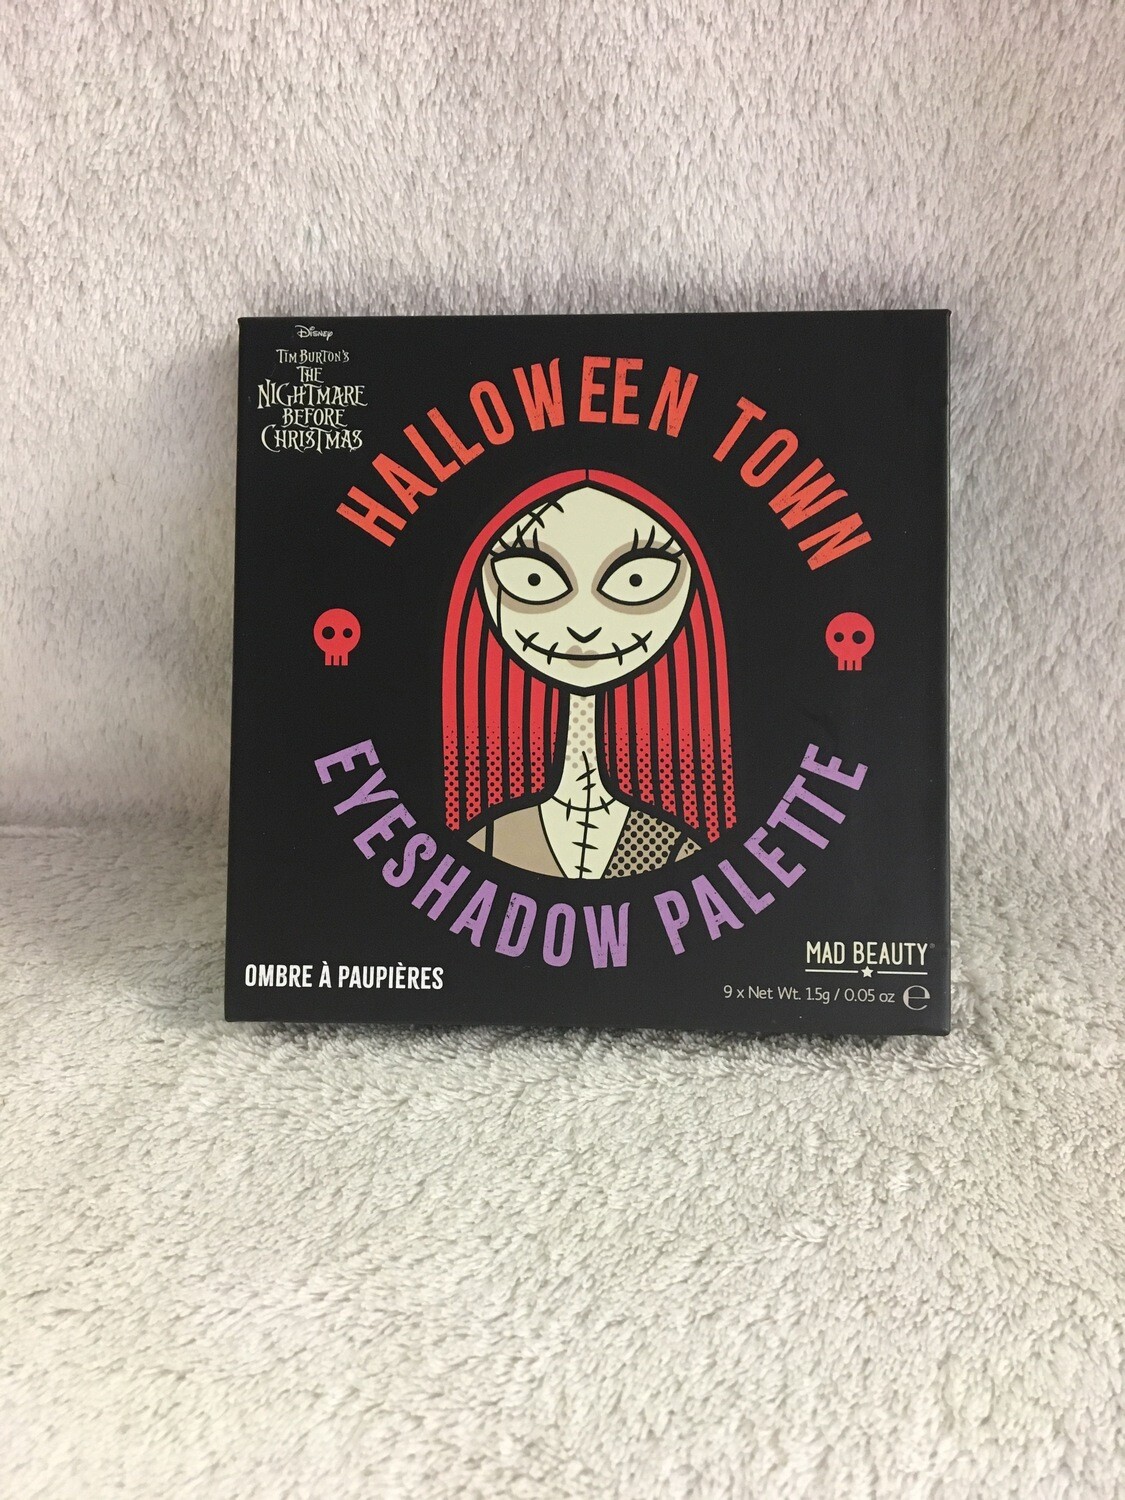 Disney
TIM BURTON'S
THE
NIGHTMARE
BEFORE
CHRISTMAS
HALLOWEEN TOWN
EYESHADOW PALETTE
OMBRE À PAUPIÈRES
MAD BEAUTY
9 x Net Wt. 1.5g / 0.05 oz ℮